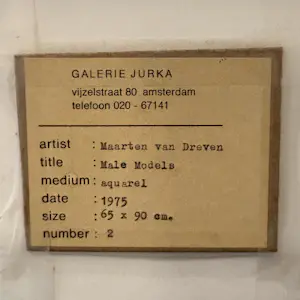 GALERIE JURKA
vijzelstraat 80 amsterdam
telefoon 020 - 67141
artist : Maarten van Dreven
title : Male Models
medium : aquarel
date : 1975
size : 65 x 90 cm.
number : 2